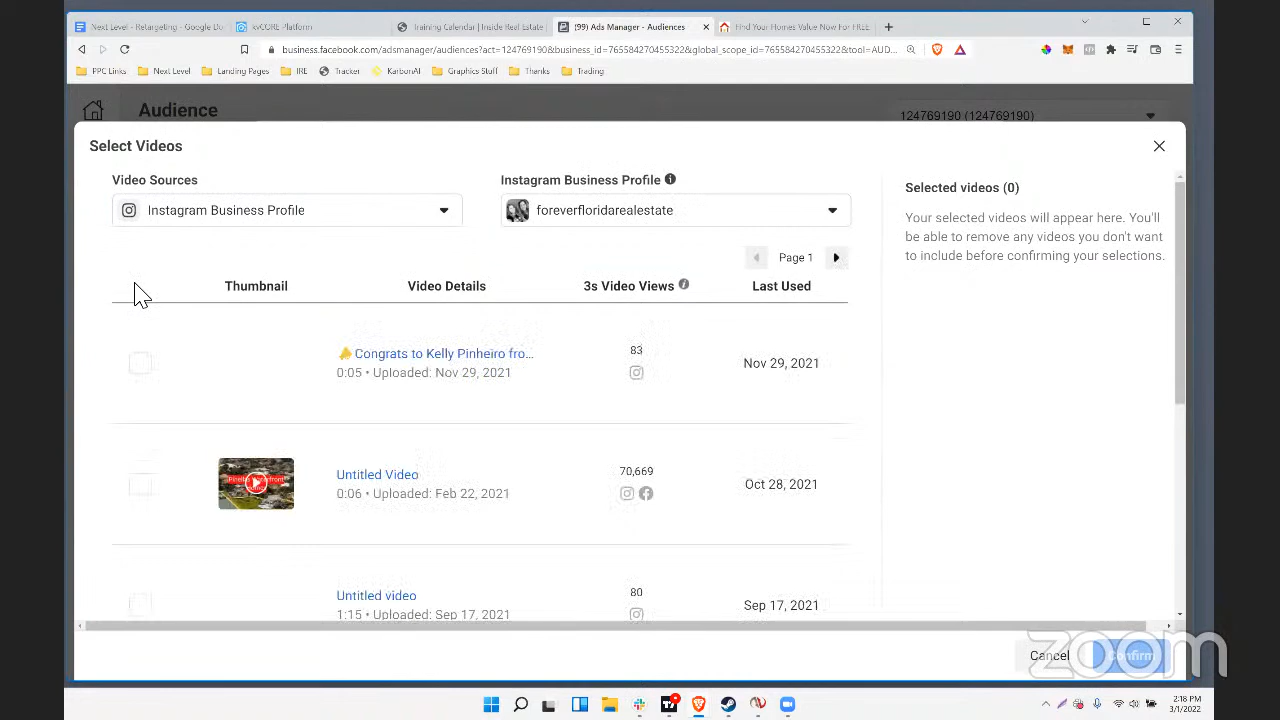 Next Level - Retargeting - Google Do
kvCORE Platform
Training Calendar | Inside Real Estate
(99) Ads Manager - Audiences
Find Your Homes Value Now For FREE
business.facebook.com/adsmanager/audiences?act=124769190&business_id=765584270455322&global_scope_id=765584270455322&tool=AUD...
PPC Links
Next Level
Landing Pages
IRE
Tracker
KarbonAI
Graphics Stuff
Thanks
Trading
Audience
124769190 (124769190)
Select Videos
Video Sources
Instagram Business Profile
Instagram Business Profile
foreverfloridarealestate
Selected videos (0)
Your selected videos will appear here. You'll
be able to remove any videos you don't want
to include before confirming your selections.
Page 1
Thumbnail
Video Details
3s Video Views
Last Used
Congrats to Kelly Pinheiro fro...
0:05 • Uploaded: Nov 29, 2021
83
Nov 29, 2021
Untitled Video
0:06 • Uploaded: Feb 22, 2021
70,669
Oct 28, 2021
Untitled video
1:15 • Uploaded: Sep 17, 2021
80
Sep 17, 2021
Cancel
Confirm
zoom
2:18 PM
3/1/2022